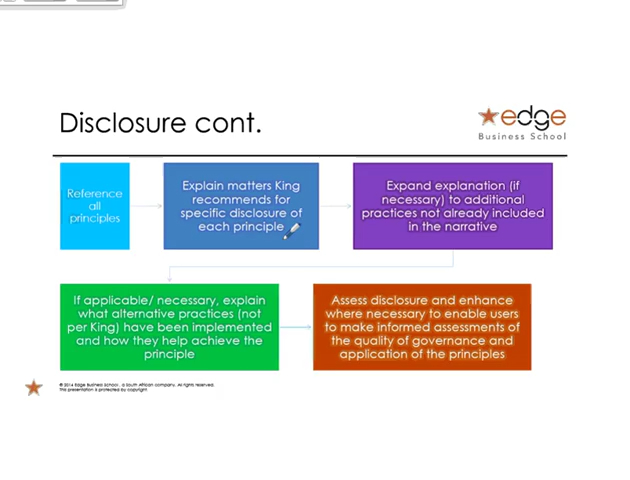 Disclosure cont.
edge
Business School
Reference
all
principles
Explain matters King
recommends for
specific disclosure of
each principle
Expand explanation (if
necessary) to additional
practices not already included
in the narrative
If applicable/ necessary, explain
what alternative practices (not
per King) have been implemented
and how they help achieve the
principle
Assess disclosure and enhance
where necessary to enable users
to make informed assessments of
the quality of governance and
application of the principles
© 2016 Edge Business School, a South African company. All rights reserved.
This presentation is protected by copyright.